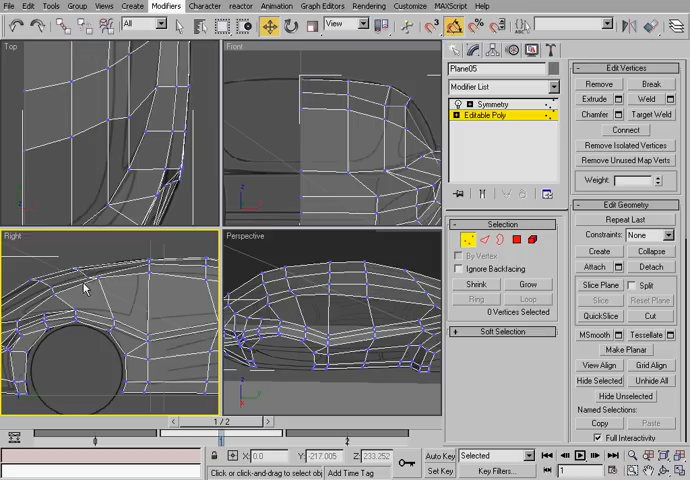 File Edit Tools Group Views Create Modifiers Character reactor Animation Graph Editors Rendering Customize MAXScript Help
All View
Top
Front
Right
Perspective
Plane05
Modifier List
Symmetry
Editable Poly
Selection
By Vertex
Ignore Backfacing
Shrink Grow
Ring Loop
0 Vertices Selected
Soft Selection
Edit Vertices
Remove Break
Extrude Weld
Chamfer Target Weld
Connect
Remove Isolated Vertices
Remove Unused Map Verts
Weight:
Edit Geometry
Repeat Last
Constraints: None
Create Collapse
Attach Detach
Slice Plane Split
Slice Reset Plane
QuickSlice Cut
MSmooth Tessellate
Make Planar
View Align Grid Align
Hide Selected Unhide All
Hide Unselected
Named Selections:
Copy Paste
Full Interactivity
1 / 2
0 1 2
X: 0.0 Y: -217.005 Z: 233.252
Click or click-and-drag to select obj
Add Time Tag
Auto Key Selected
Set Key Key Filters...
1